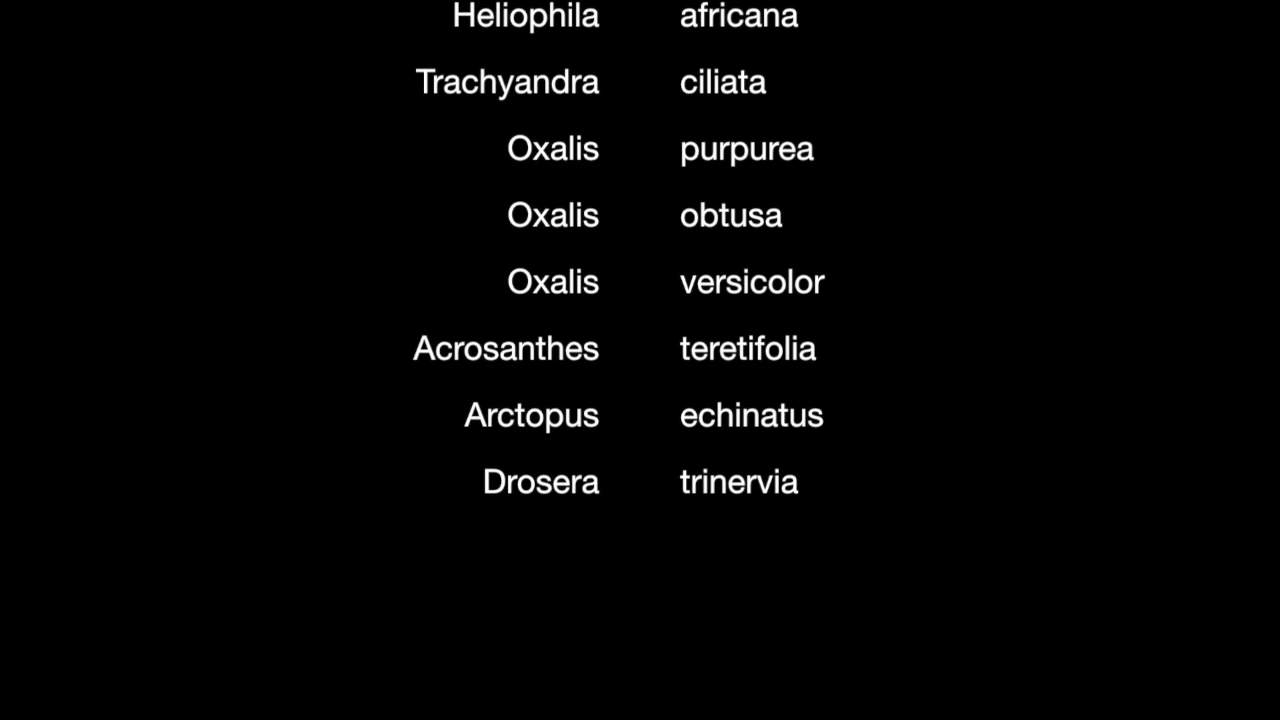 Heliophila africana
Trachyandra ciliata
Oxalis purpurea
Oxalis obtusa
Oxalis versicolor
Acrosanthes teretifolia
Arctopus echinatus
Drosera trinervia